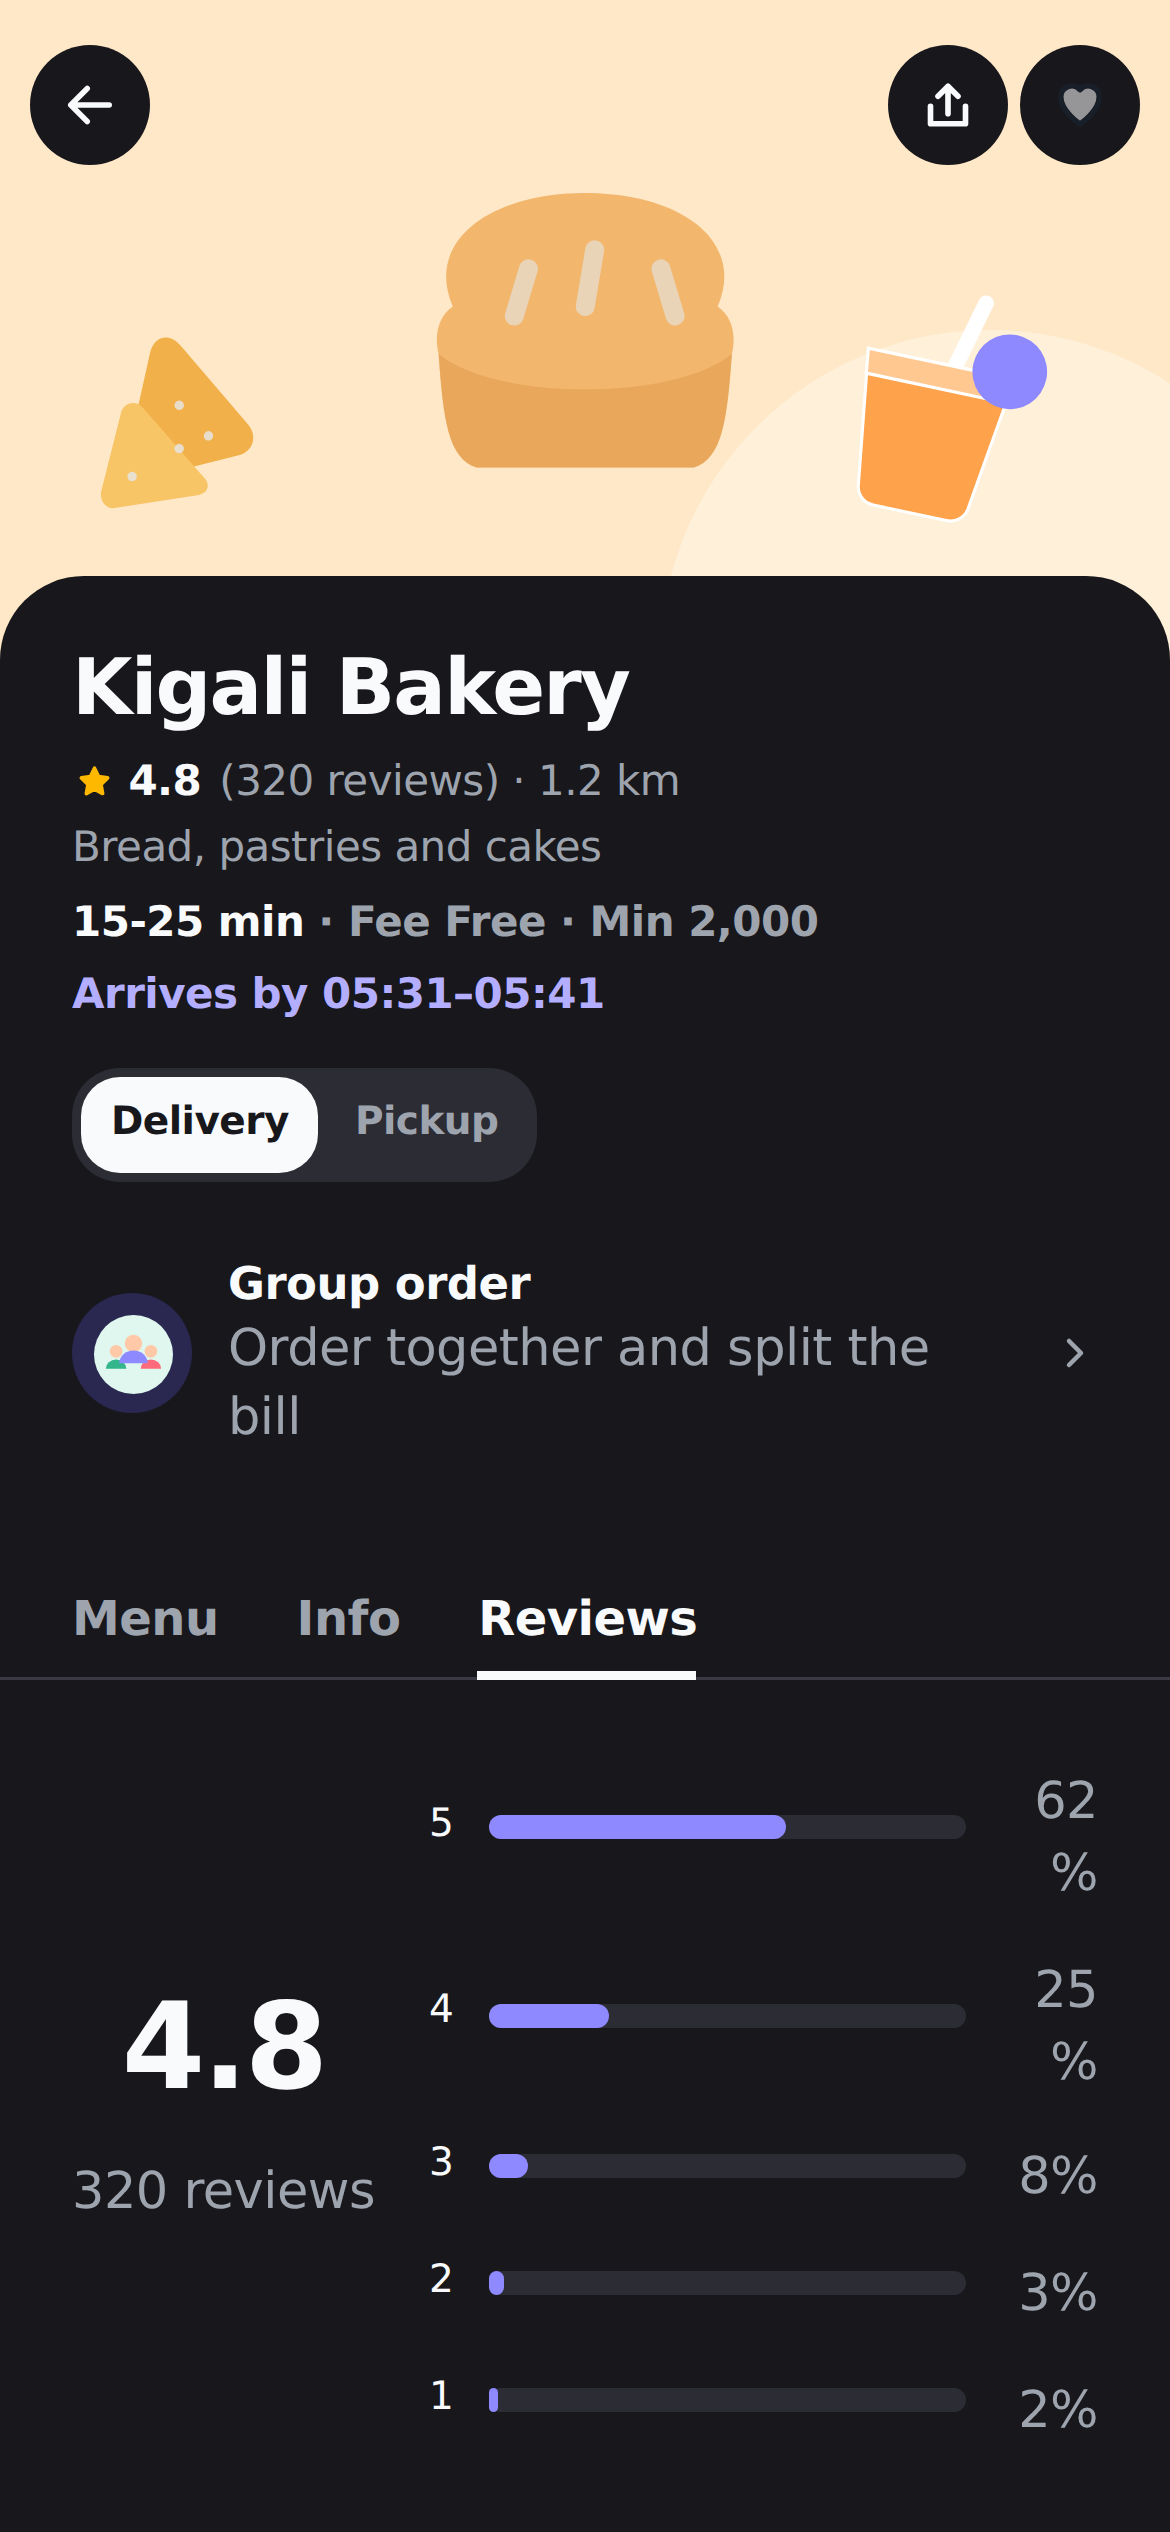 Kigali Bakery
4.8 (320 reviews) · 1.2 km
Bread, pastries and cakes
15-25 min · Fee Free · Min 2,000
Arrives by 05:31–05:41
Delivery Pickup
Group order
Order together and split the
bill
Menu Info Reviews
4.8
320 reviews
5 62
%
4 25
%
3 8%
2 3%
1 2%